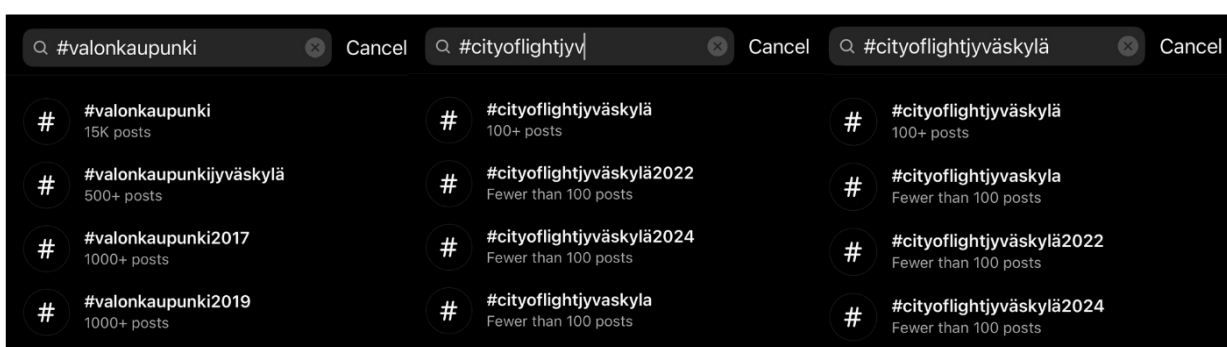 #valonkaupunki
Cancel
#
#valonkaupunki
15K posts
#
#valonkaupunkijyväskylä
500+ posts
#
#valonkaupunki2017
1000+ posts
#
#valonkaupunki2019
1000+ posts
#cityoflightjyv
Cancel
#
#cityoflightjyväskylä
100+ posts
#
#cityoflightjyväskylä2022
Fewer than 100 posts
#
#cityoflightjyväskylä2024
Fewer than 100 posts
#
#cityoflightjyvaskyla
Fewer than 100 posts
#cityoflightjyväskylä
Cancel
#
#cityoflightjyväskylä
100+ posts
#
#cityoflightjyvaskyla
Fewer than 100 posts
#
#cityoflightjyväskylä2022
Fewer than 100 posts
#
#cityoflightjyväskylä2024
Fewer than 100 posts